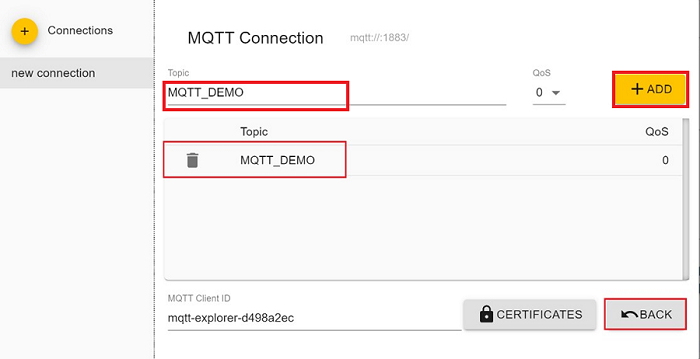 + Connections
MQTT Connection mqtt://:1883/
new connection
Topic QoS
MQTT_DEMO 0 + ADD
Topic QoS
MQTT_DEMO 0
MQTT Client ID
mqtt-explorer-d498a2ec CERTIFICATES BACK